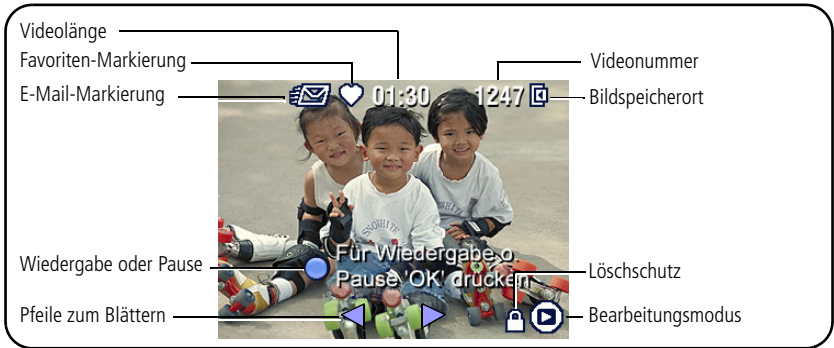 Videolänge
Favoriten-Markierung
E-Mail-Markierung
Videonummer
Bildspeicherort
01:30 1247
SNOTHITE
Für Wiedergabe o.
Pause 'OK' drücken
Wiedergabe oder Pause
Löschschutz
Pfeile zum Blättern
Bearbeitungsmodus